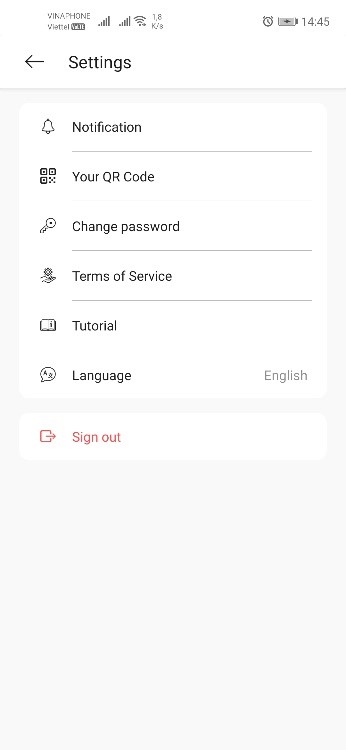 VINAPHONE
Viettel VoLTE
1,8
K/s
14:45
Settings
Notification
Your QR Code
Change password
Terms of Service
Tutorial
Language English
Sign out